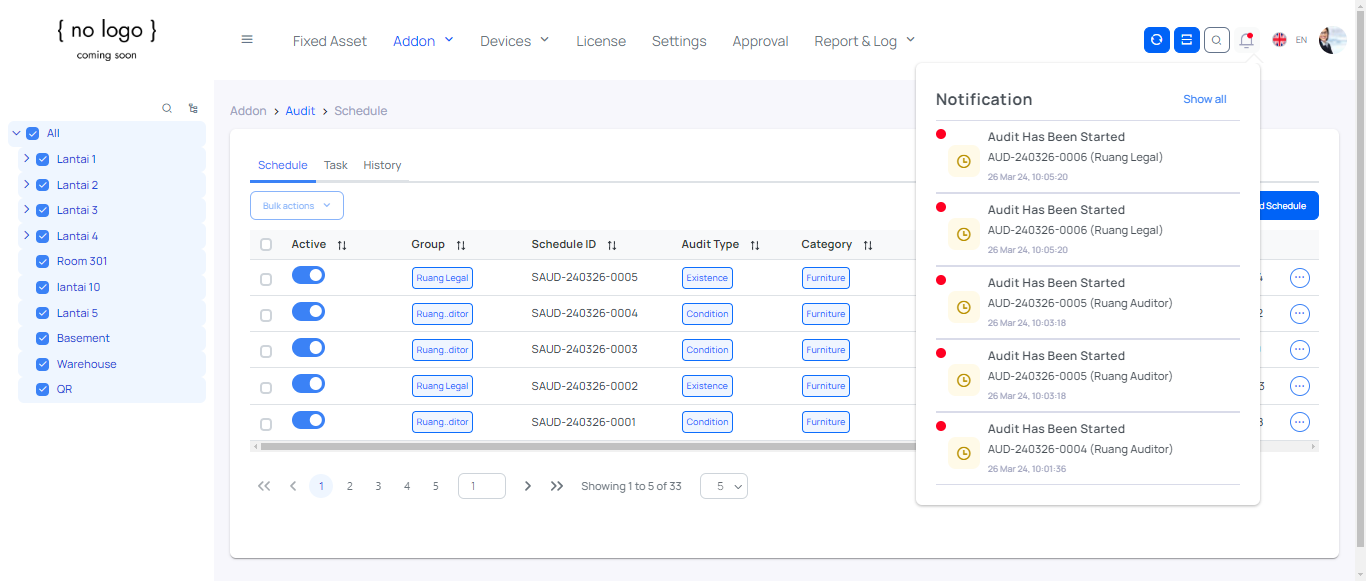 { no logo }
coming soon
Fixed Asset Addon Devices License Settings Approval Report & Log EN
All
Lantai 1
Lantai 2
Lantai 3
Lantai 4
Room 301
lantai 10
Lantai 5
Basement
Warehouse
QR
Addon > Audit > Schedule
Schedule Task History
Bulk actions
d Schedule
Active Group Schedule ID Audit Type Category
Ruang Legal SAUD-240326-0005 Existence Furniture
Ruang..ditor SAUD-240326-0004 Condition Furniture
Ruang..ditor SAUD-240326-0003 Condition Furniture
Ruang Legal SAUD-240326-0002 Existence Furniture
Ruang..ditor SAUD-240326-0001 Condition Furniture
1 2 3 4 5 1 Showing 1 to 5 of 33 5
Notification Show all
Audit Has Been Started
AUD-240326-0006 (Ruang Legal)
26 Mar 24, 10:05:20
Audit Has Been Started
AUD-240326-0006 (Ruang Legal)
26 Mar 24, 10:05:20
Audit Has Been Started
AUD-240326-0005 (Ruang Auditor)
26 Mar 24, 10:03:18
Audit Has Been Started
AUD-240326-0005 (Ruang Auditor)
26 Mar 24, 10:03:18
Audit Has Been Started
AUD-240326-0004 (Ruang Auditor)
26 Mar 24, 10:01:36